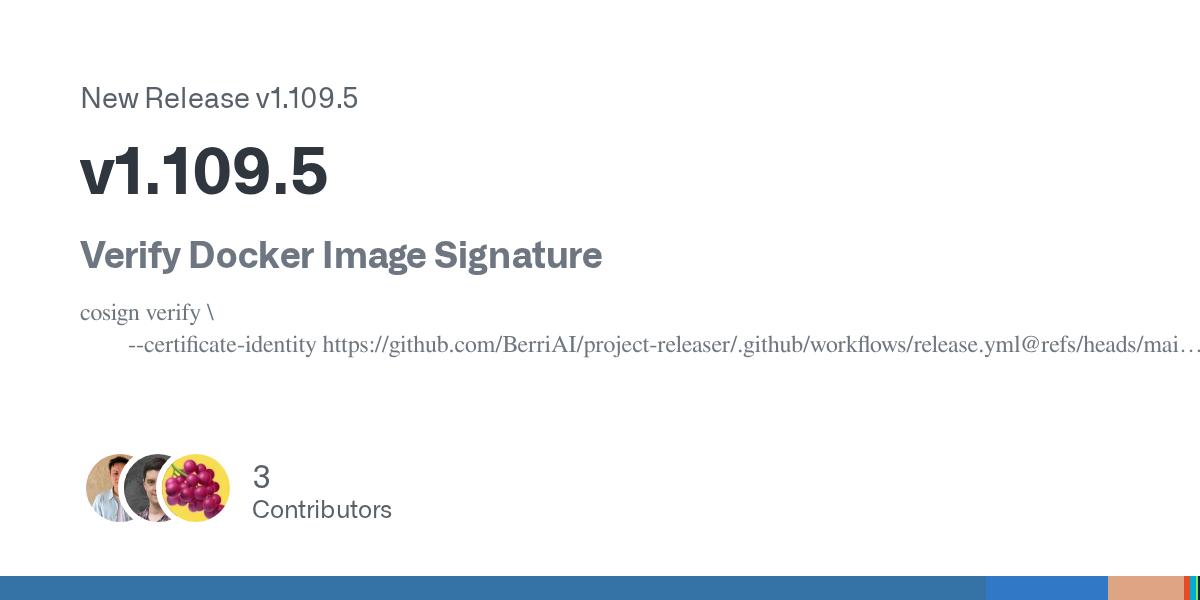 New Release v1.109.5
v1.109.5
Verify Docker Image Signature
cosign verify \
--certificate-identity https://github.com/BerriAI/project-releaser/.github/workflows/release.yml@refs/heads/mai…
3
Contributors